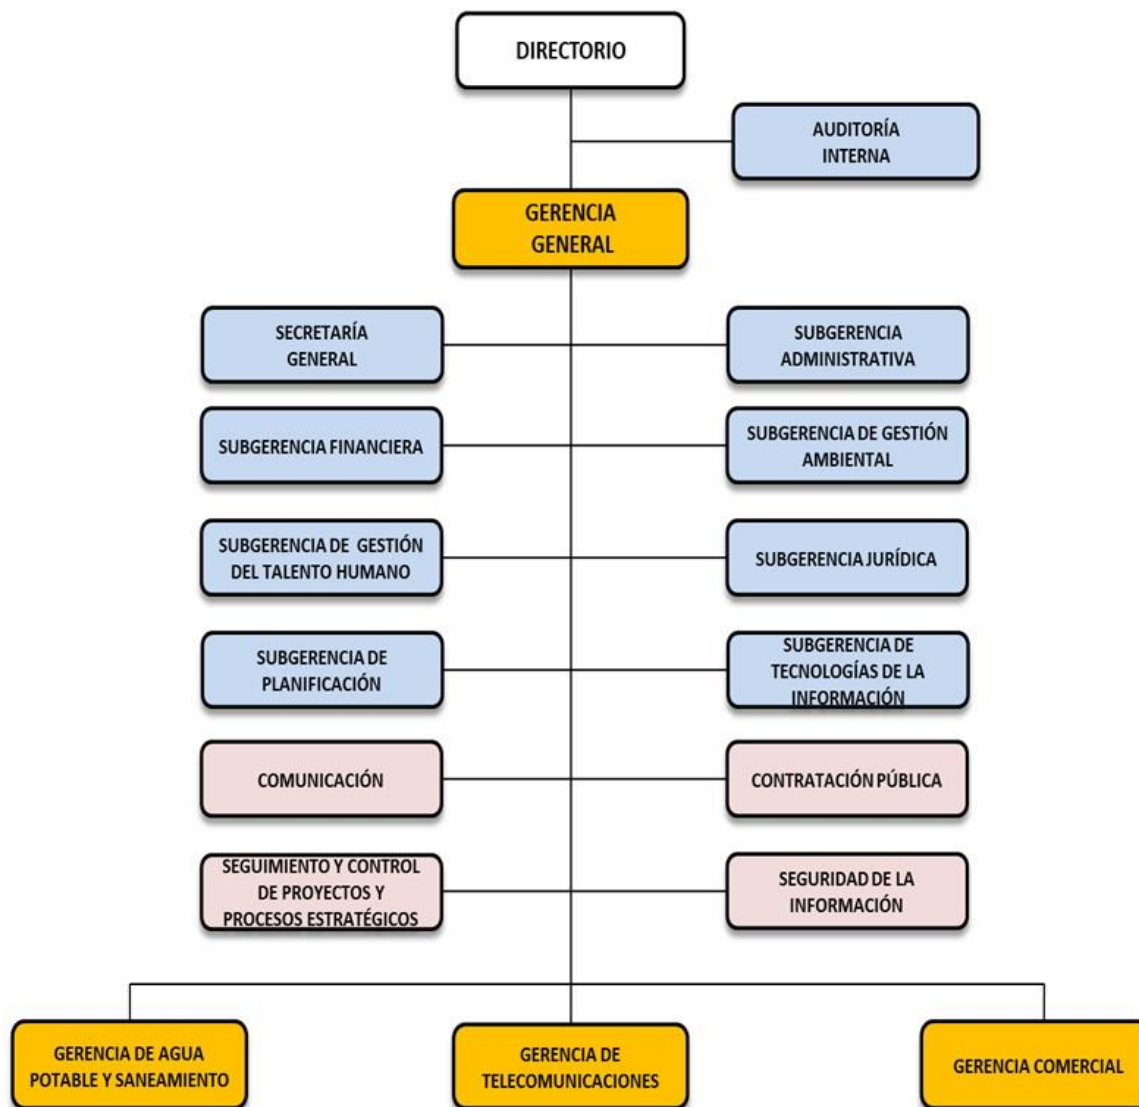 DIRECTORIO
AUDITORÍA
INTERNA
GERENCIA
GENERAL
SECRETARÍA
GENERAL
SUBGERENCIA
ADMINISTRATIVA
SUBGERENCIA FINANCIERA
SUBGERENCIA DE GESTIÓN
AMBIENTAL
SUBGERENCIA DE GESTIÓN
DEL TALENTO HUMANO
SUBGERENCIA JURÍDICA
SUBGERENCIA DE
PLANIFICACIÓN
SUBGERENCIA DE
TECNOLOGÍAS DE LA
INFORMACIÓN
COMUNICACIÓN
CONTRATACIÓN PÚBLICA
SEGUIMIENTO Y CONTROL
DE PROYECTOS Y
PROCESOS ESTRATÉGICOS
SEGURIDAD DE LA
INFORMACIÓN
GERENCIA DE AGUA
POTABLE Y SANEAMIENTO
GERENCIA DE
TELECOMUNICACIONES
GERENCIA COMERCIAL